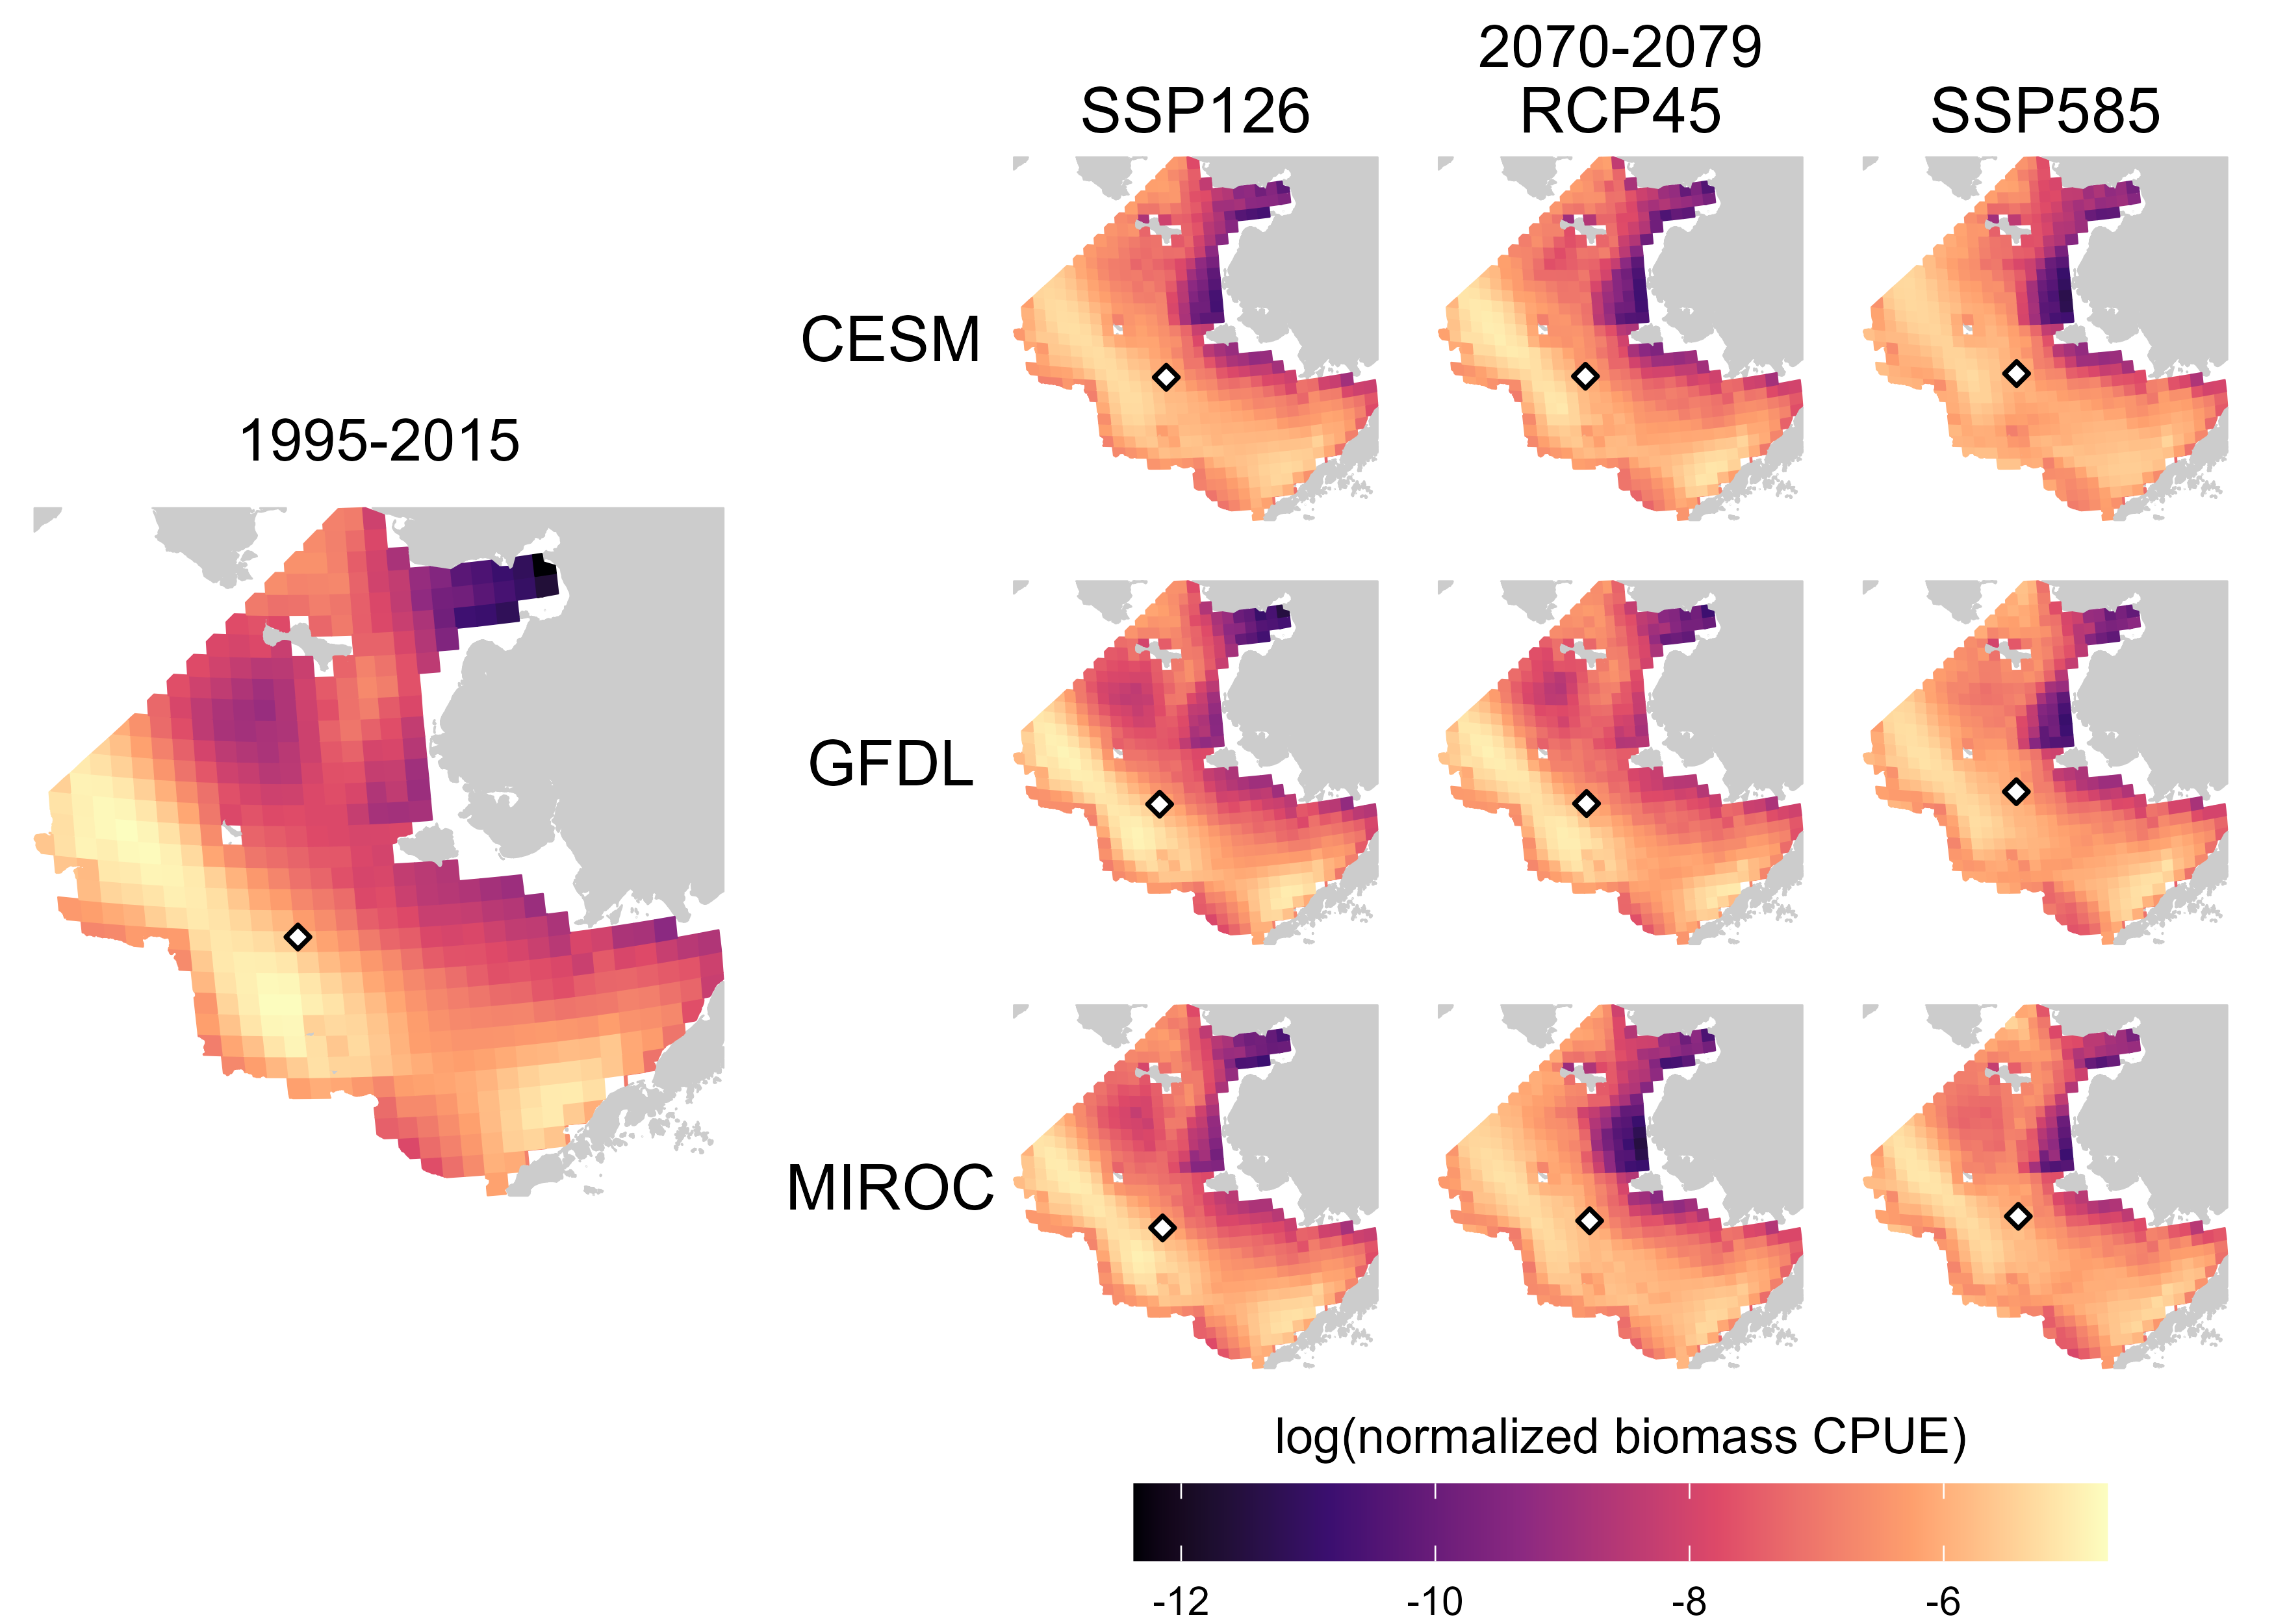 2070-2079
SSP126 RCP45 SSP585
CESM
1995-2015
GFDL
MIROC
log(normalized biomass CPUE)
-12 -10 -8 -6